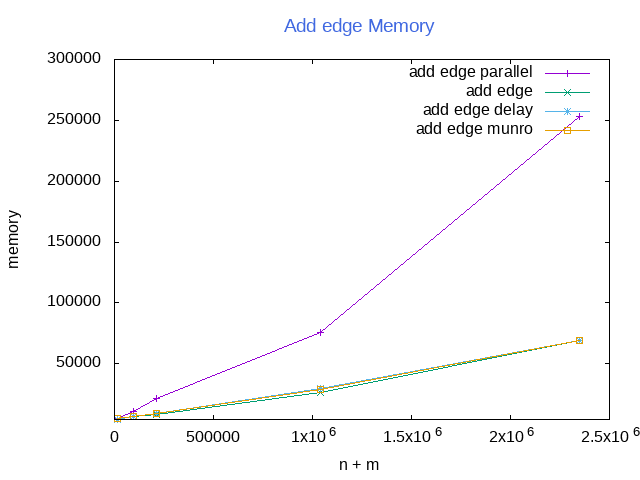 Add edge Memory
300000
250000
200000
150000
100000
50000
memory
add edge parallel
add edge
add edge delay
add edge munro
0 500000 1x10^6 1.5x10^6 2x10^6 2.5x10^6
n + m